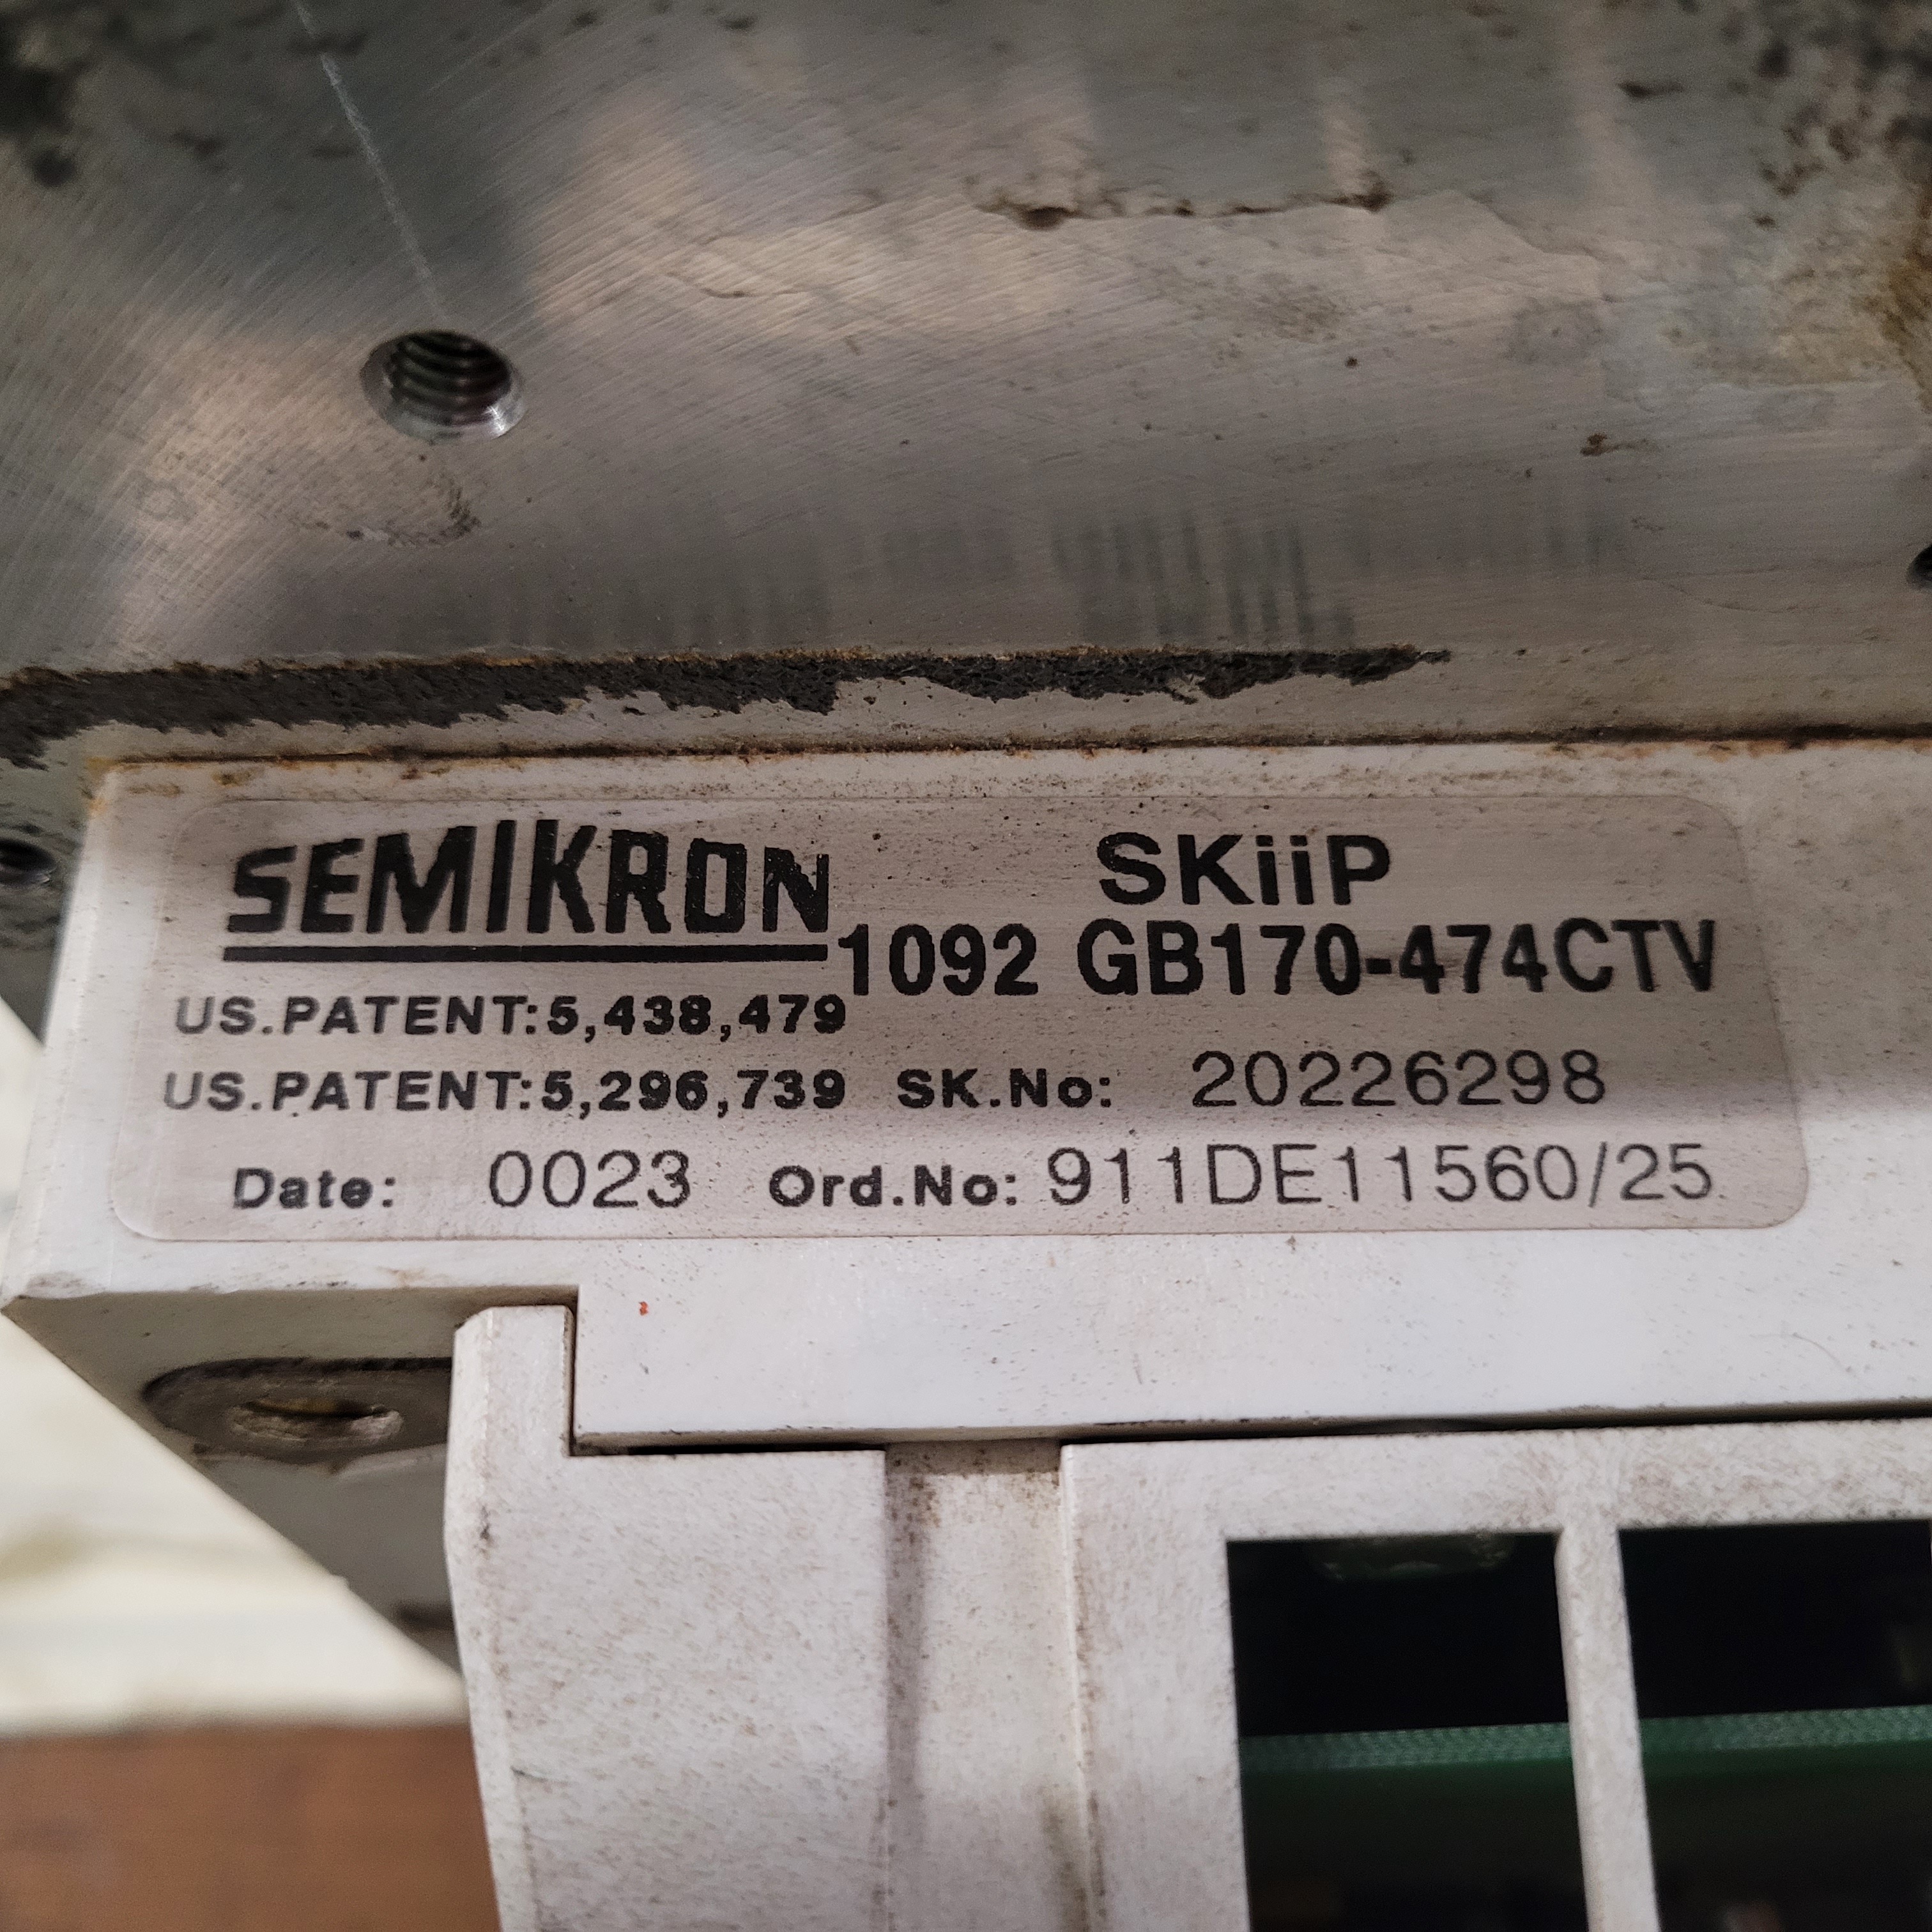 SEMIKRON SKiiP
1092 GB170-474CTV
US.PATENT:5,438,479
US.PATENT:5,296,739 SK.No: 20226298
Date: 0023 Ord.No: 911DE11560/25